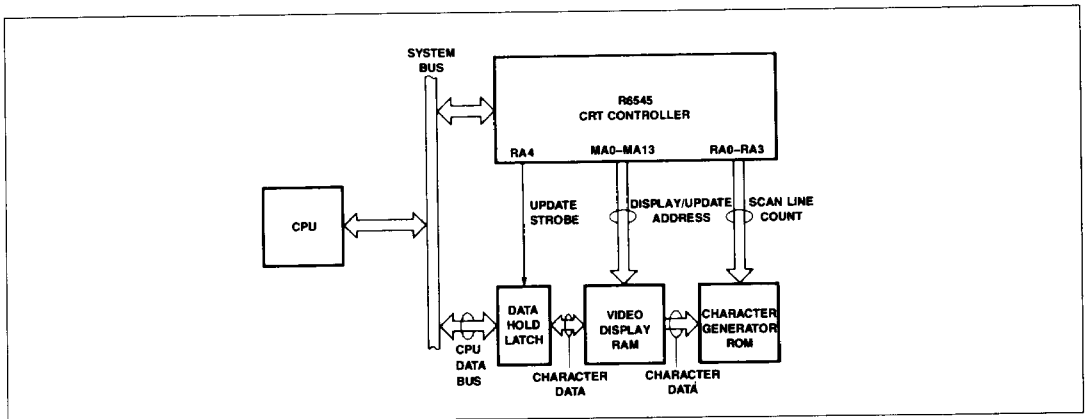 SYSTEM
BUS
R6545
CRT CONTROLLER
RA4 MA0–MA13 RA0–RA3
CPU
UPDATE
STROBE
DISPLAY/UPDATE
ADDRESS
SCAN LINE
COUNT
DATA
HOLD
LATCH
VIDEO
DISPLAY
RAM
CHARACTER
GENERATOR
ROM
CPU
DATA
BUS
CHARACTER
DATA
CHARACTER
DATA